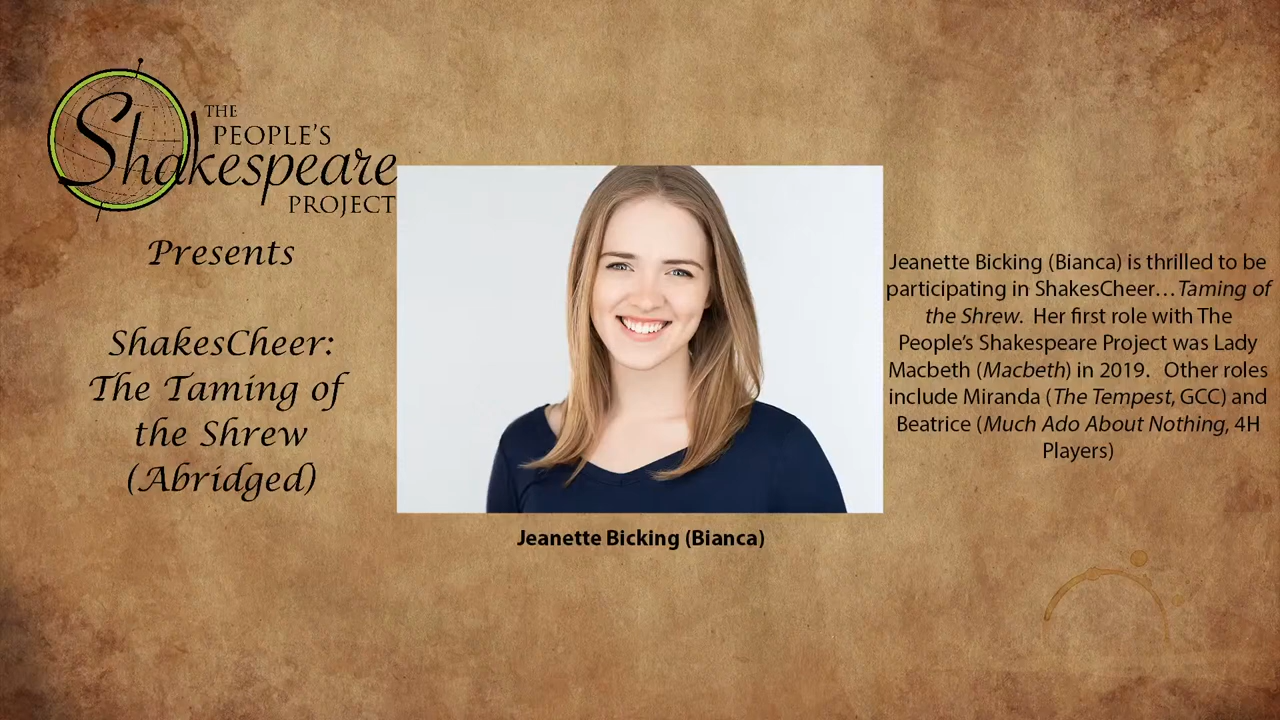 THE
PEOPLE'S
Shakespeare
PROJECT
Presents
ShakesCheer:
The Taming of
the Shrew
(Abridged)
Jeanette Bicking (Bianca)
Jeanette Bicking (Bianca) is thrilled to be
participating in ShakesCheer…Taming of
the Shrew.  Her first role with The
People's Shakespeare Project was Lady
Macbeth (Macbeth) in 2019.   Other roles
include Miranda (The Tempest, GCC) and
Beatrice (Much Ado About Nothing, 4H
Players)